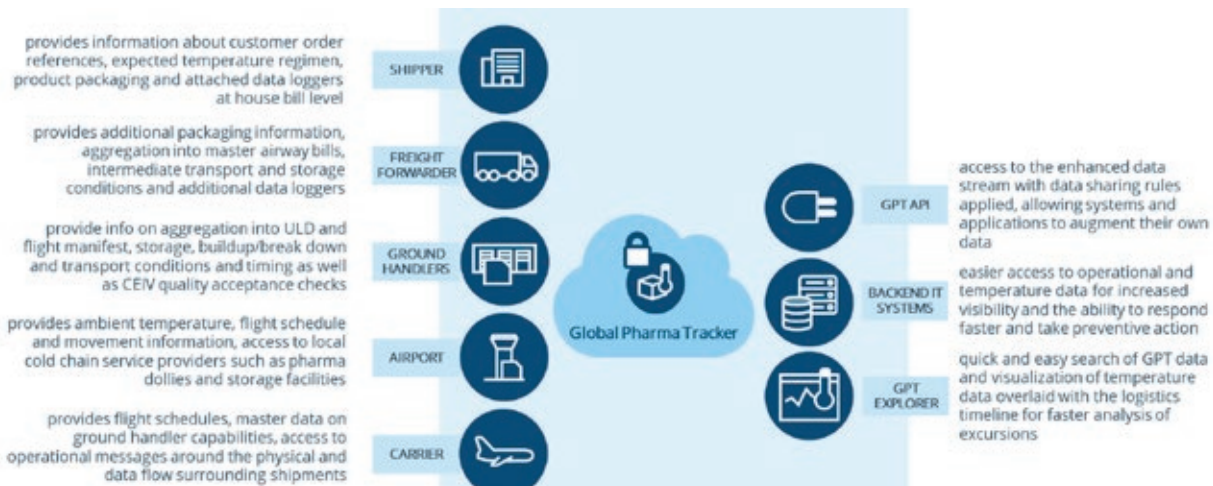 provides information about customer order
references, expected temperature regimen,
product packaging and attached data loggers
at house bill level
SHIPPER
provides additional packaging information,
aggregation into master airway bills,
intermediate transport and storage
conditions and additional data loggers
FREIGHT
FORWARDER
provide info on aggregation into ULD and
flight manifest, storage, buildup/break down
and transport conditions and timing as well
as CEIV quality acceptance checks
GROUND
HANDLERS
provides ambient temperature, flight schedule
and movement information, access to local
cold chain service providers such as pharma
dollies and storage facilities
AIRPORT
provides flight schedules, master data on
ground handler capabilities, access to
operational messages around the physical and
data flow surrounding shipments
CARRIER
Global Pharma Tracker
GPT API
access to the enhanced data
stream with data sharing rules
applied, allowing systems and
applications to augment their own
data
BACKEND IT
SYSTEMS
easier access to operational and
temperature data for increased
visibility and the ability to respond
faster and take preventive action
GPT
EXPLORER
quick and easy search of GPT data
and visualization of temperature
data overlaid with the logistics
timeline for faster analysis of
excursions